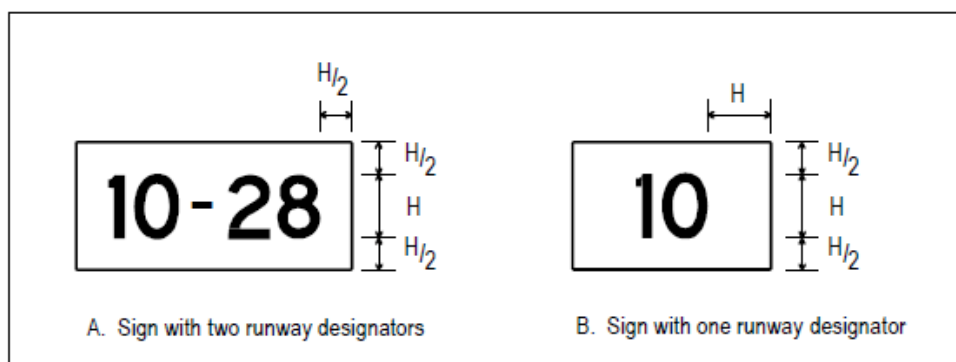 H/2
H
10-28
H/2
H
H/2
10
H/2
H
H/2
A. Sign with two runway designators
B. Sign with one runway designator